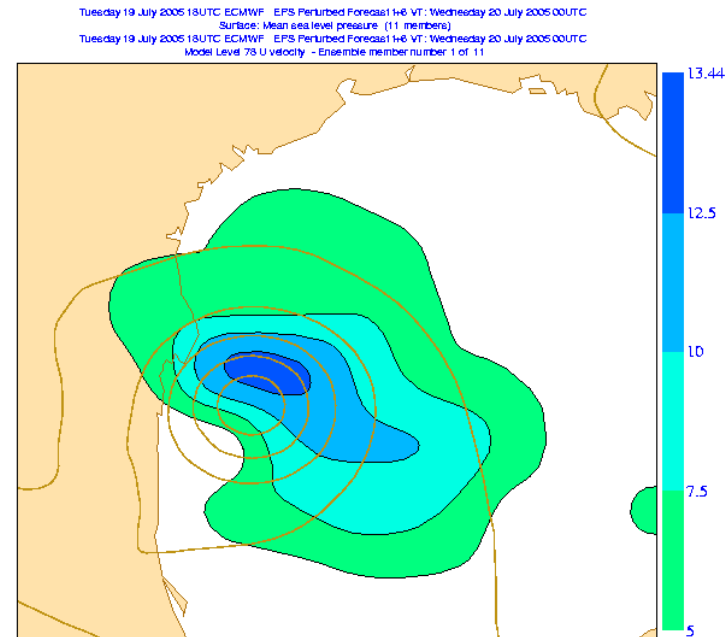 Tuesday 19 July 2005 18UTC ECMWF EPS Perturbed Forecast t+6 VT: Wednesday 20 July 2005 00UTC
Surface: Mean sea level pressure (11 members)
Tuesday 19 July 2005 18UTC ECMWF EPS Perturbed Forecast t+6 VT: Wednesday 20 July 2005 00UTC
Model Level 78 U velocity - Ensemble member number 1 of 11
13.44
12.5
10
7.5
5